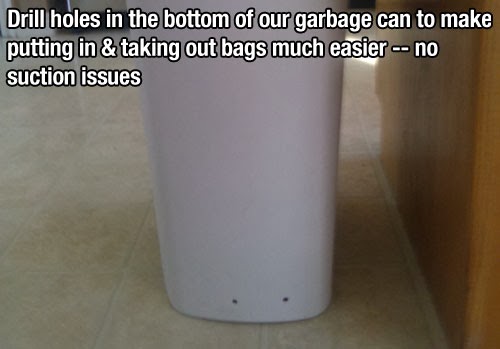 Drill holes in the bottom of our garbage can to make
putting in & taking out bags much easier -- no
suction issues